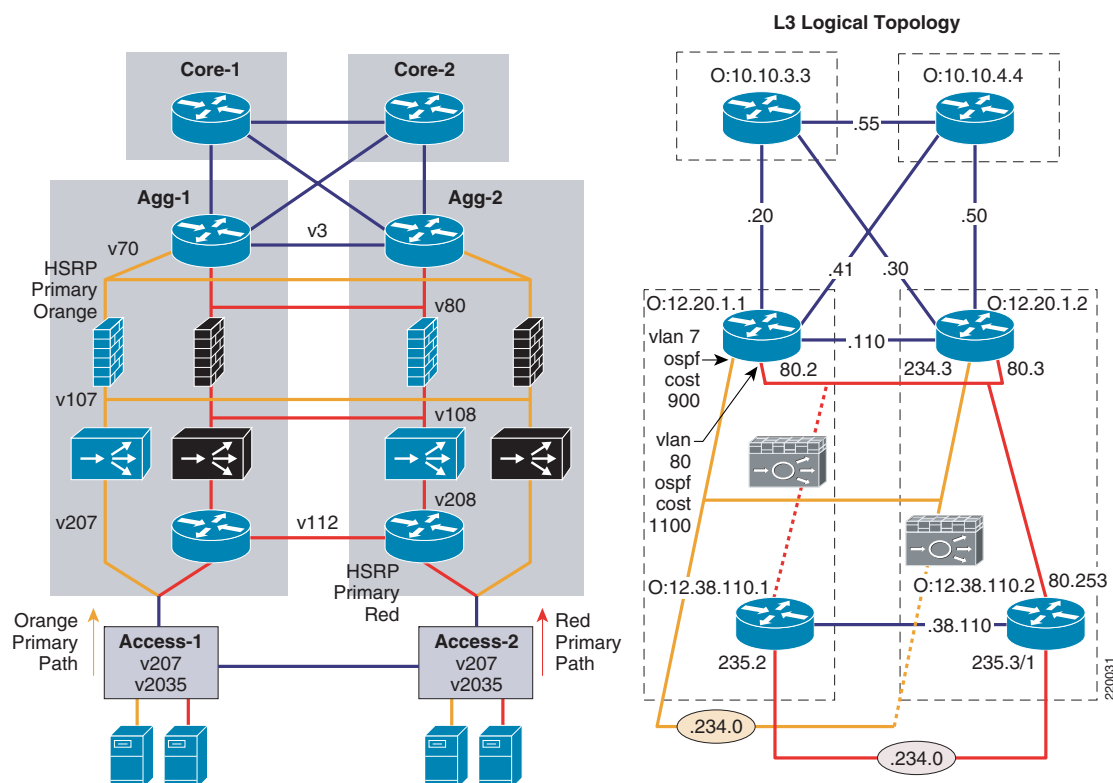 L3 Logical Topology
Core-1
Core-2
Agg-1
Agg-2
v3
v70
HSRP
Primary
Orange
v80
v107
v108
v207
v208
v112
HSRP
Primary
Red
Orange
Primary
Path
Access-1
v207
v2035
Access-2
v207
v2035
Red
Primary
Path
O:10.10.3.3
O:10.10.4.4
.55
.20
.50
.41
.30
O:12.20.1.1
O:12.20.1.2
vlan 7
ospf
cost
900
.110
80.2
234.3
80.3
vlan
80
ospf
cost
1100
O:12.38.110.1
O:12.38.110.2
80.253
.38.110
235.2
235.3/1
.234.0
.234.0
220031